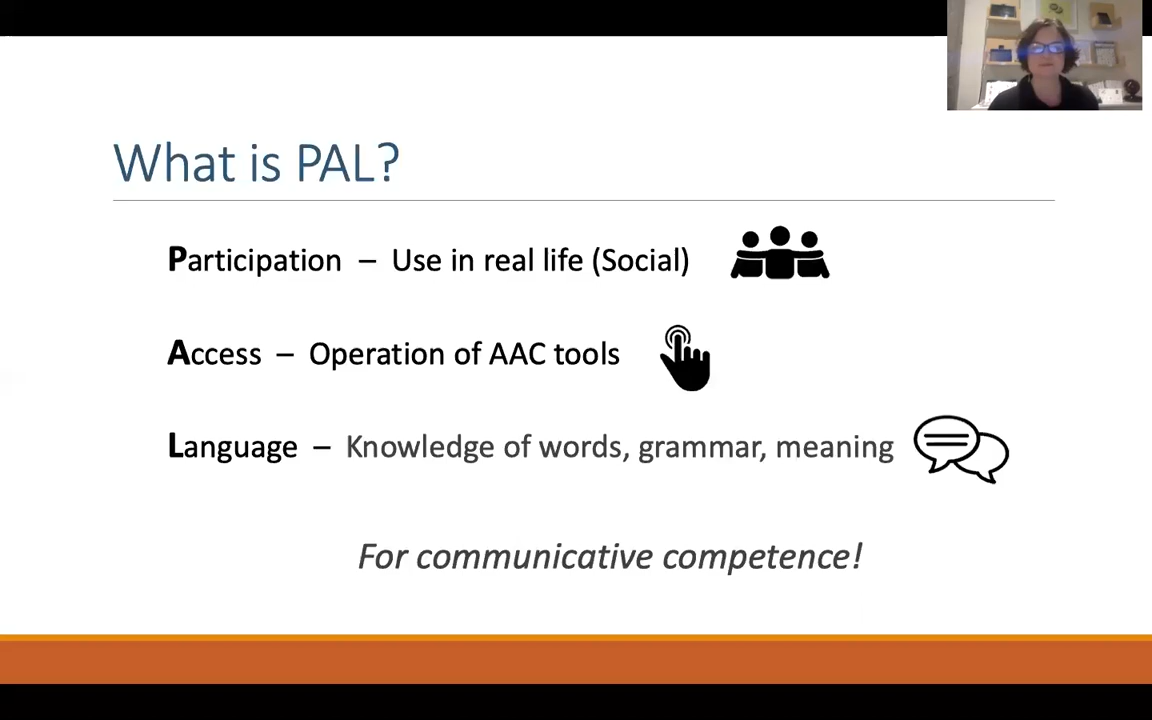 What is PAL?
Participation – Use in real life (Social)
Access – Operation of AAC tools
Language – Knowledge of words, grammar, meaning
For communicative competence!